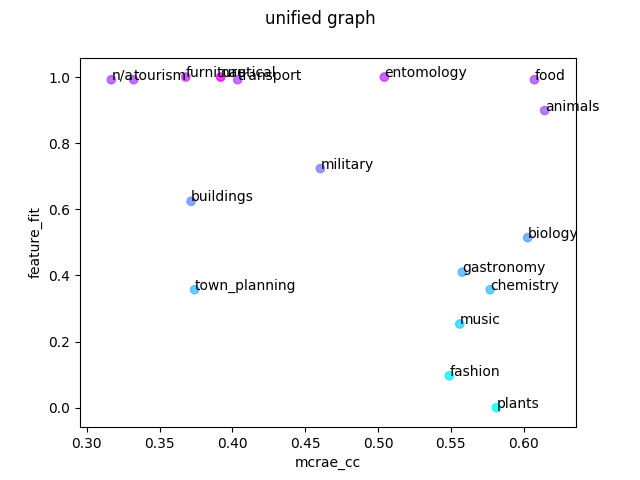 unified graph
feature_fit
1.0
0.8
0.6
0.4
0.2
0.0
n/a
tourism
furniture
nautical
transport
entomology
food
animals
military
buildings
biology
gastronomy
town_planning
chemistry
music
fashion
plants
0.30 0.35 0.40 0.45 0.50 0.55 0.60
mcrae_cc